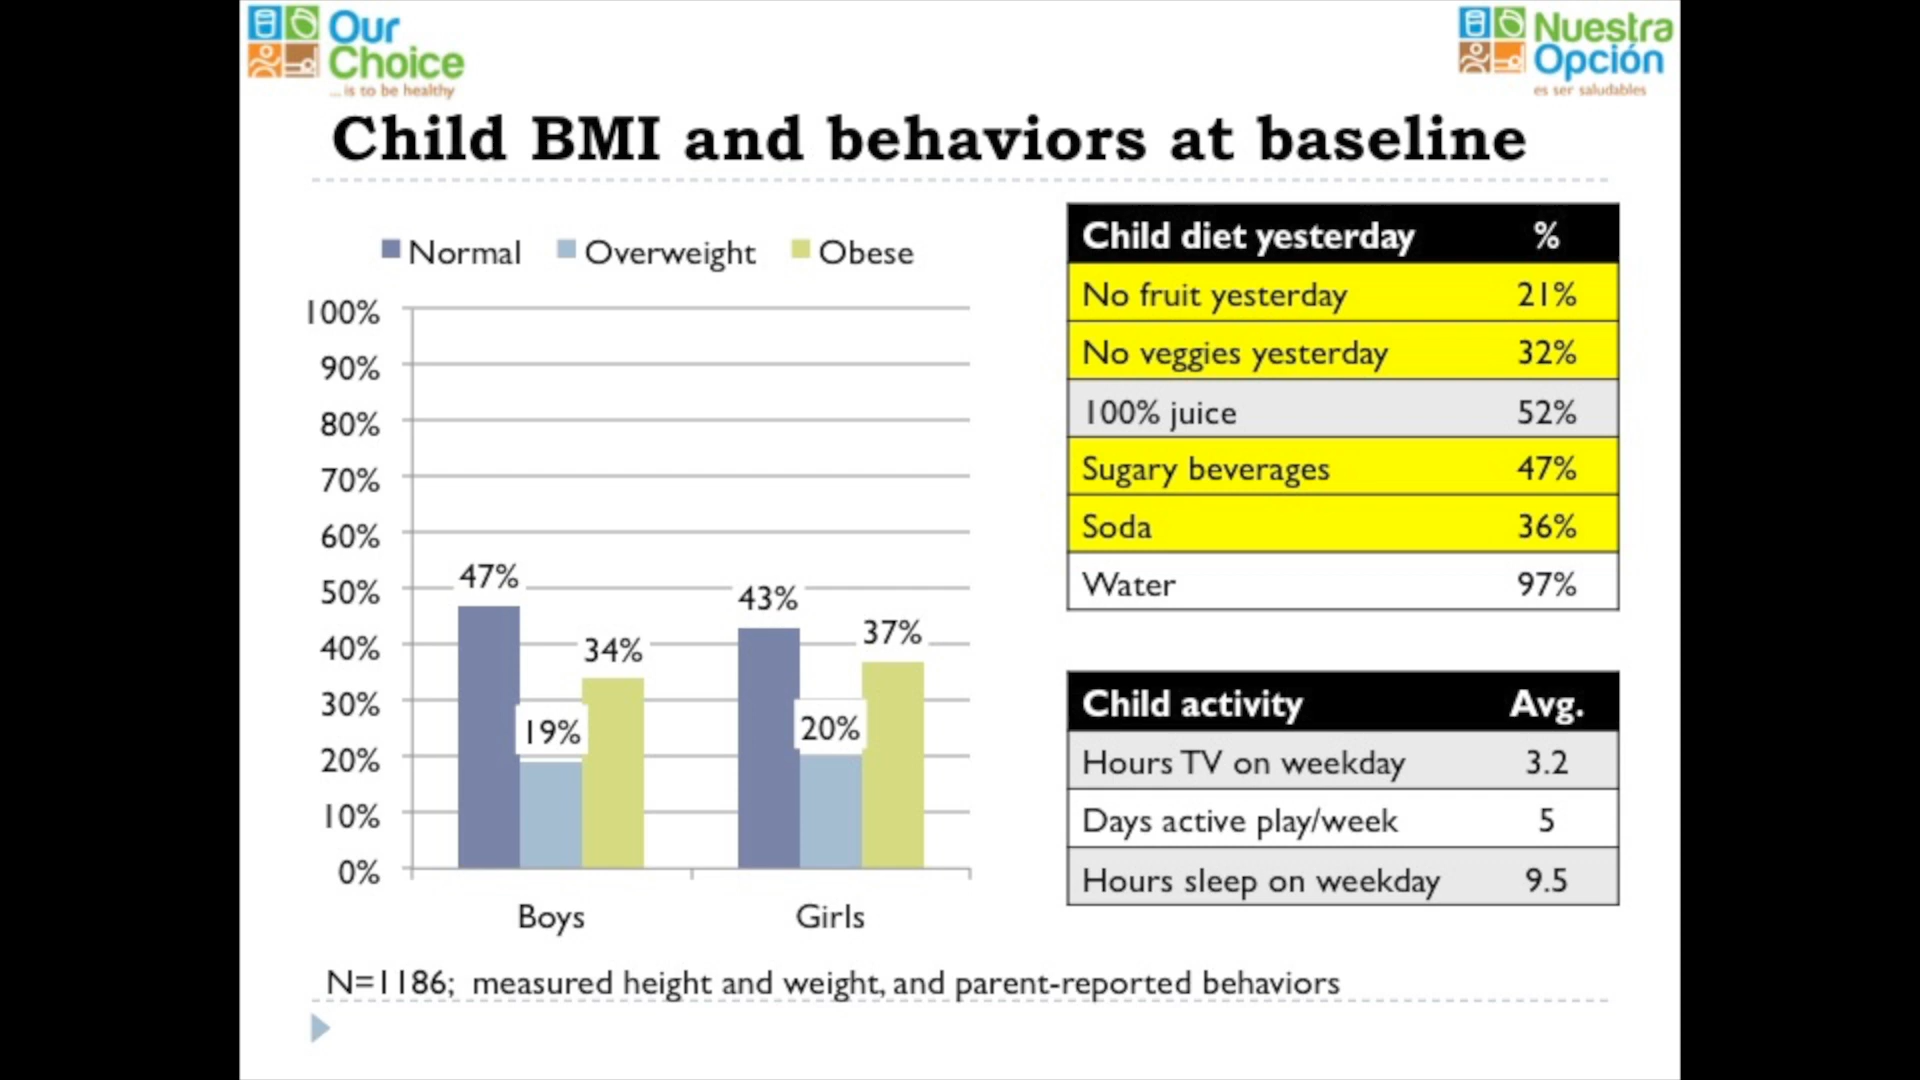 Our
Choice
... is to be healthy
Nuestra
Opción
es ser saludables
Child BMI and behaviors at baseline
Normal Overweight Obese
100%
90%
80%
70%
60%
50%
40%
30%
20%
10%
0%
47%
19%
34%
43%
20%
37%
Boys Girls
Child diet yesterday %
No fruit yesterday 21%
No veggies yesterday 32%
100% juice 52%
Sugary beverages 47%
Soda 36%
Water 97%
Child activity Avg.
Hours TV on weekday 3.2
Days active play/week 5
Hours sleep on weekday 9.5
N=1186; measured height and weight, and parent-reported behaviors